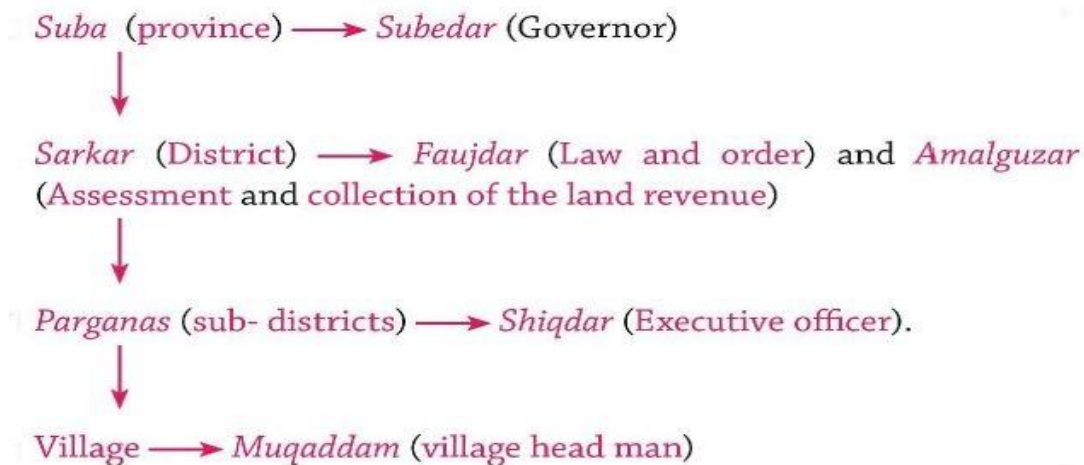 Suba (province) → Subedar (Governor)
Sarkar (District) → Faujdar (Law and order) and Amalguzar
(Assessment and collection of the land revenue)
Parganas (sub- districts) → Shiqdar (Executive officer).
Village → Muqaddam (village head man)